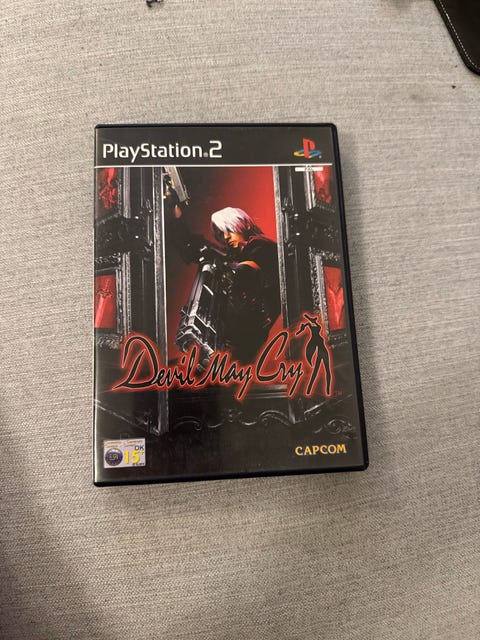 PlayStation.2
Devil May Cry
15
CAPCOM